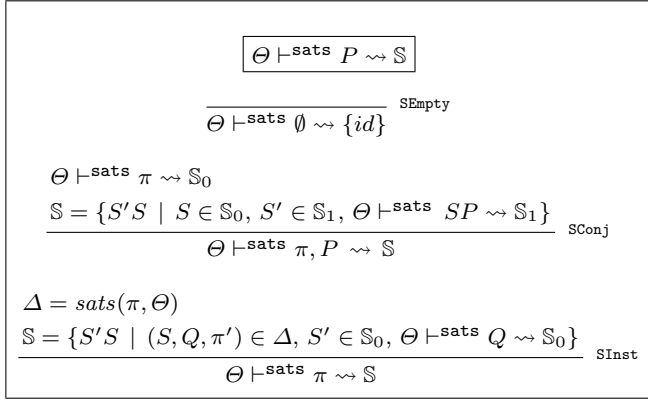 Θ ⊢sats P ⇝ 𝕊
SEmpty
Θ ⊢sats ∅ ⇝ {id}
Θ ⊢sats π ⇝ 𝕊0
𝕊 = {S′S | S ∈ 𝕊0, S′ ∈ 𝕊1, Θ ⊢sats SP ⇝ 𝕊1}
SConj
Θ ⊢sats π, P ⇝ 𝕊
Δ = sats(π, Θ)
𝕊 = {S′S | (S, Q, π′) ∈ Δ, S′ ∈ 𝕊0, Θ ⊢sats Q ⇝ 𝕊0}
SInst
Θ ⊢sats π ⇝ 𝕊